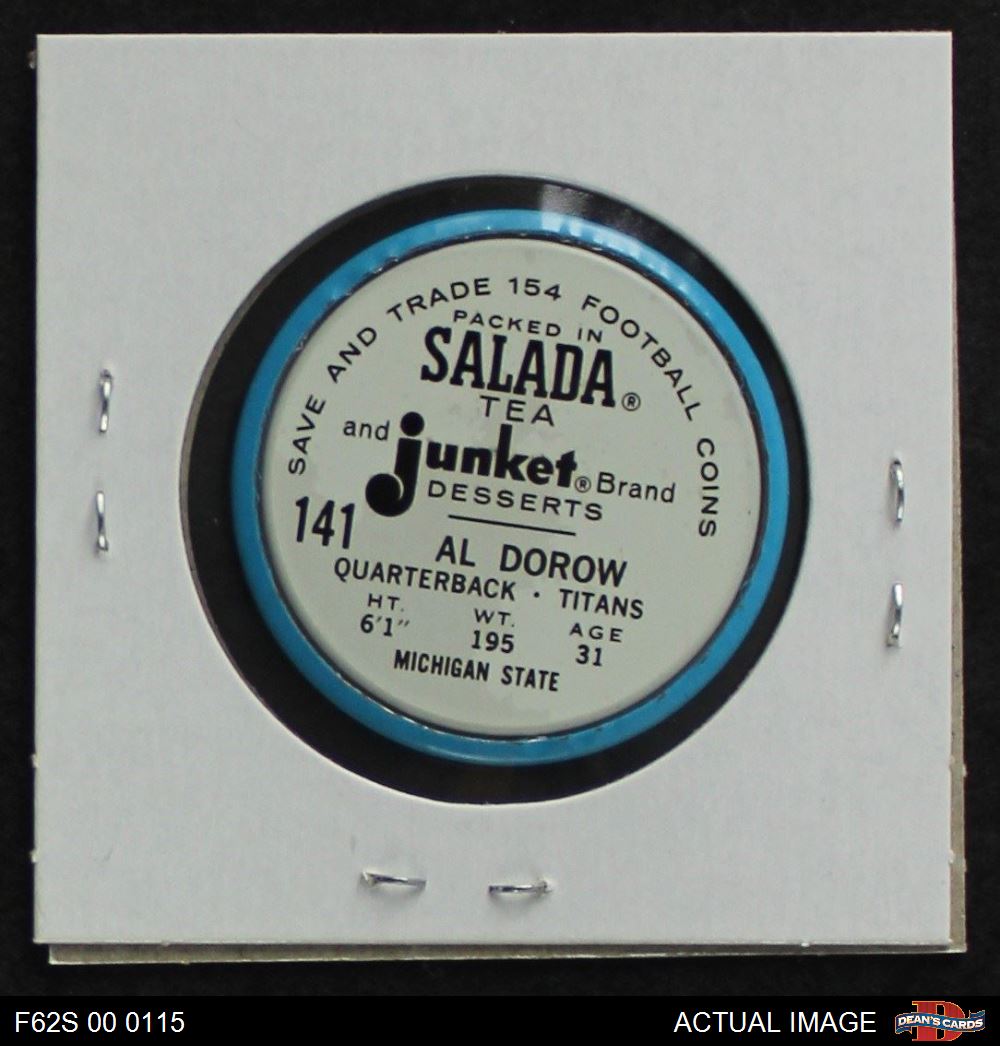 SAVE AND TRADE 154 FOOTBALL COINS
PACKED IN
SALADA®
TEA
and junket® Brand
DESSERTS
141
AL DOROW
QUARTERBACK · TITANS
HT. WT. AGE
6'1" 195 31
MICHIGAN STATE
F62S 00 0115
ACTUAL IMAGE
DEAN'S CARDS